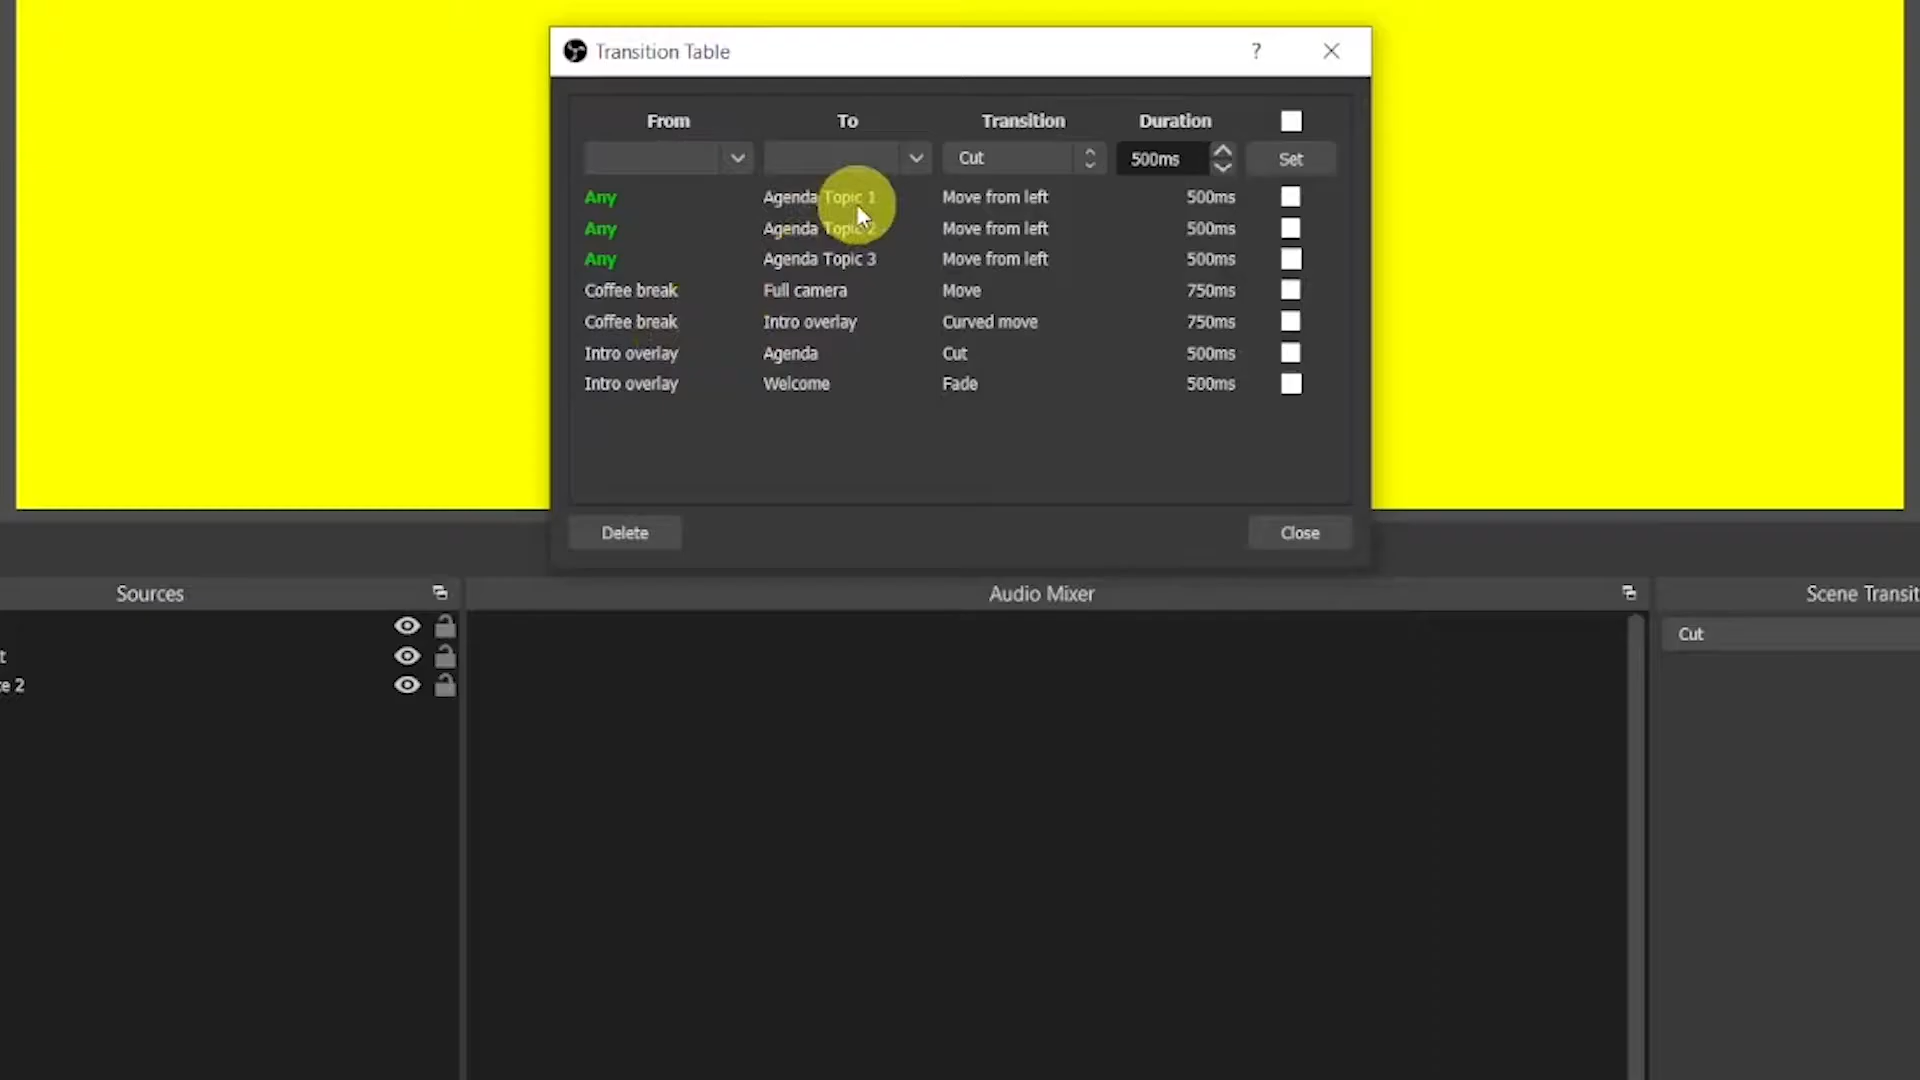 Transition Table ?
From To Transition Duration
Cut 500ms Set
Any Agenda Topic 1 Move from left 500ms
Any Agenda Topic 2 Move from left 500ms
Any Agenda Topic 3 Move from left 500ms
Coffee break Full camera Move 750ms
Coffee break Intro overlay Curved move 750ms
Intro overlay Agenda Cut 500ms
Intro overlay Welcome Fade 500ms
Delete Close
Sources Audio Mixer Scene Transit
Cut
t
e 2